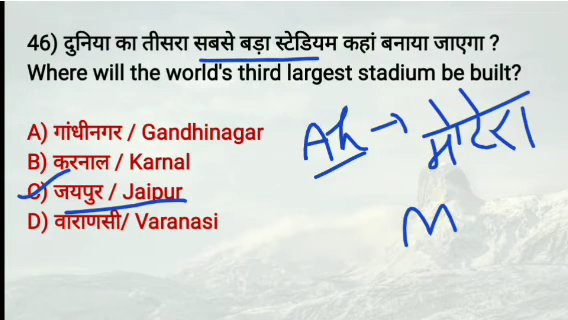 46) दुनिया का तीसरा सबसे बड़ा स्टेडियम कहां बनाया जाएगा ?
Where will the world's third largest stadium be built?
A) गांधीनगर / Gandhinagar
B) करनाल / Karnal
C) जयपुर / Jaipur
D) वाराणसी/ Varanasi
Ah → मोटेरा
M